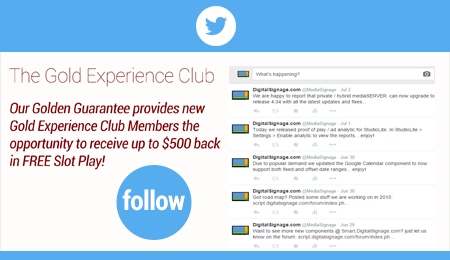 The Gold Experience Club
Our Golden Guarantee provides new
Gold Experience Club Members the
opportunity to receive up to $500 back
in FREE Slot Play!
follow
What's happening?
DigitalSignage.com @MediaSignage · Jul 2
We are happy to report that private / hybrid mediaSERVER can now upgrade to
release 4.34 with all the latest updates and fixes...
DigitalSignage.com @MediaSignage · Jul 1
Today we released proof of play / ad analytic for StudioLite. In StudioLite >
Settings > Enable analytic to view the reports... enjoy!
DigitalSignage.com @MediaSignage · Jun 30
Due to popular demand we updated the Google Calendar component to now
support both fixed and offset date ranges... enjoy!
DigitalSignage.com @MediaSignage · Jun 30
Got road map? Posted some stuff we are working on in 2015:
script.digitalsignage.com/forum/index.ph...
DigitalSignage.com @MediaSignage · Jun 29
Want to see more new components @ Smart.DigitalSignage.com? just let us
know on the forum: script.digitalsignage.com/forum/index.ph...